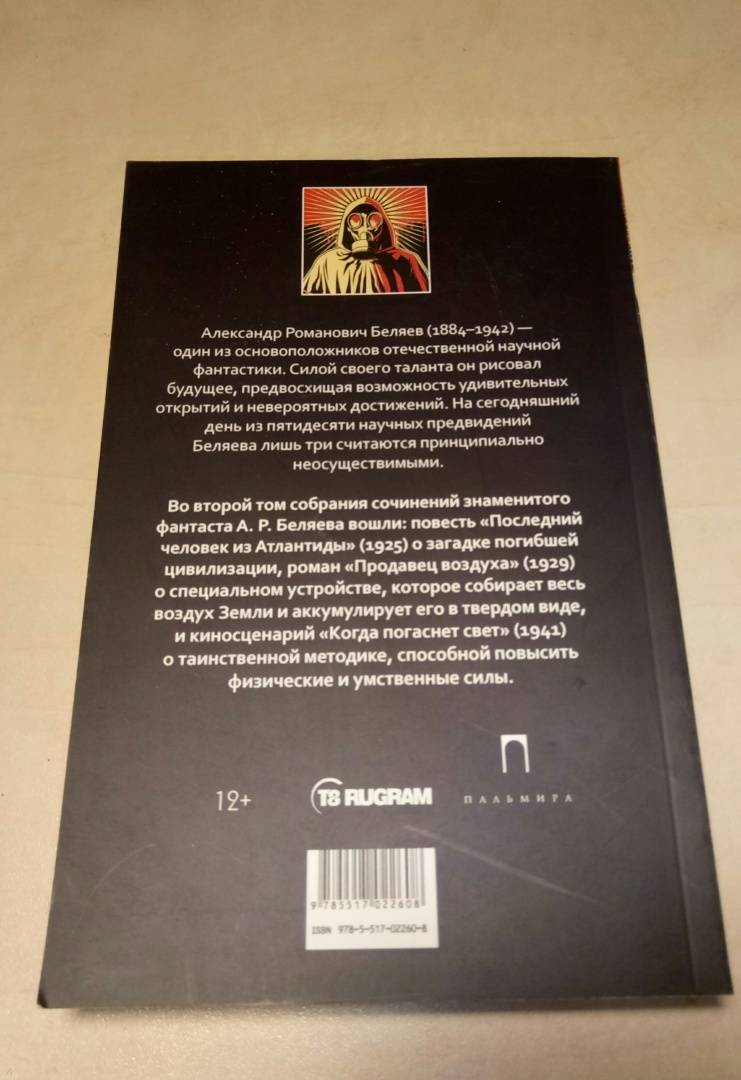 Александр Романович Беляев (1884–1942) —
один из основоположников отечественной научной
фантастики. Силой своего таланта он рисовал
будущее, предвосхищая возможность удивительных
открытий и невероятных достижений. На сегодняшний
день из пятидесяти научных предвидений
Беляева лишь три считаются принципиально
неосуществимыми.
Во второй том собрания сочинений знаменитого
фантаста А. Р. Беляева вошли: повесть «Последний
человек из Атлантиды» (1925) о загадке погибшей
цивилизации, роман «Продавец воздуха» (1929)
о специальном устройстве, которое собирает весь
воздух Земли и аккумулирует его в твердом виде,
и киносценарий «Когда погаснет свет» (1941)
о таинственной методике, способной повысить
физические и умственные силы.
12+
T8 RUGRAM
ПАЛЬМИРА
9 785517 022608
ISBN 978-5-517-02260-8